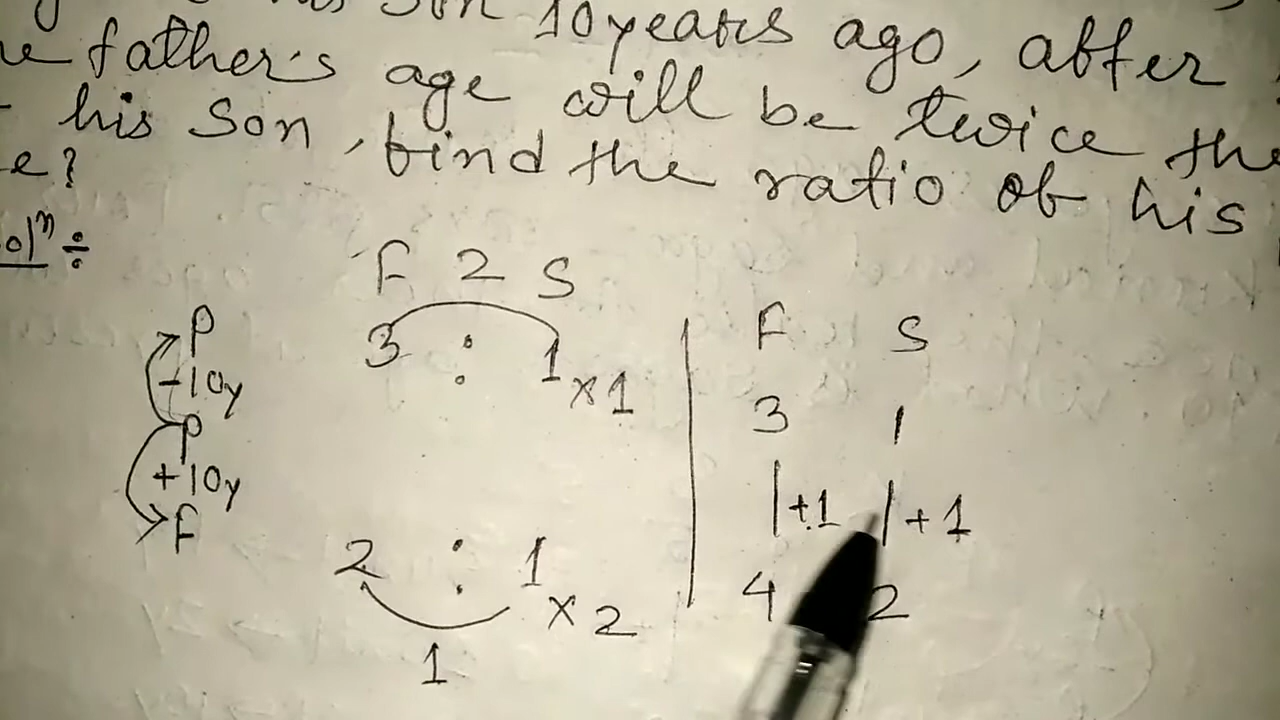 Son 10 years ago, after
father's age will be twice the
his Son, find the ratio of his
e?
olⁿ ÷
F 2 S
3 : 1 ×1
P
-10y
P
+10y
F
2 : 1 ×2
1
F S
3 1
+1 +1
4 2